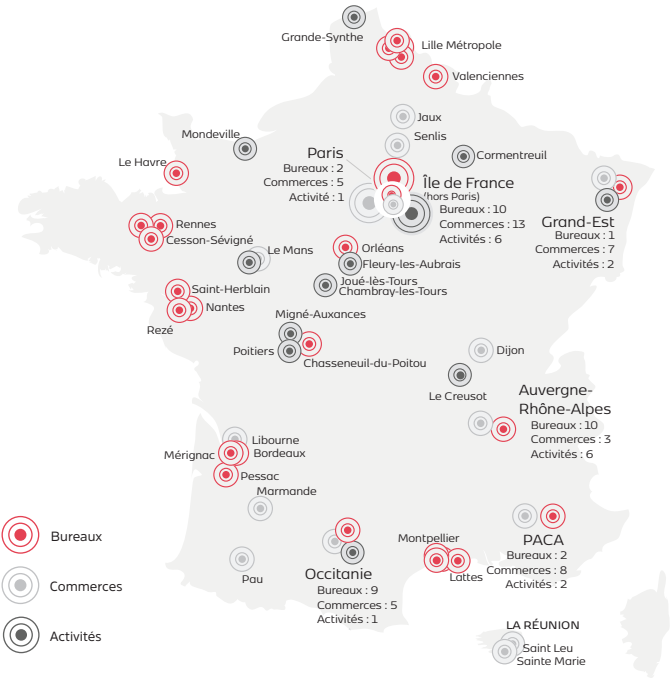 Grande-Synthe
Lille Métropole
Valenciennes
Jaux
Senlis
Mondeville
Cormentreuil
Le Havre
Paris
Bureaux : 2
Commerces : 5
Activité : 1
Île de France
(hors Paris)
Bureaux : 10
Commerces : 13
Activités : 6
Grand-Est
Bureaux : 1
Commerces : 7
Activités : 2
Rennes
Cesson-Sévigné
Le Mans
Orléans
Fleury-les-Aubrais
Joué-lès-Tours
Chambray-les-Tours
Saint-Herblain
Nantes
Rezé
Migné-Auxances
Poitiers
Chasseneuil-du-Poitou
Dijon
Le Creusot
Auvergne-
Rhône-Alpes
Bureaux : 10
Commerces : 3
Activités : 6
Libourne
Mérignac
Bordeaux
Pessac
Marmande
Pau
Occitanie
Bureaux : 9
Commerces : 5
Activités : 1
Montpellier
Lattes
PACA
Bureaux : 2
Commerces : 8
Activités : 2
LA RÉUNION
Saint Leu
Sainte Marie
Bureaux
Commerces
Activités